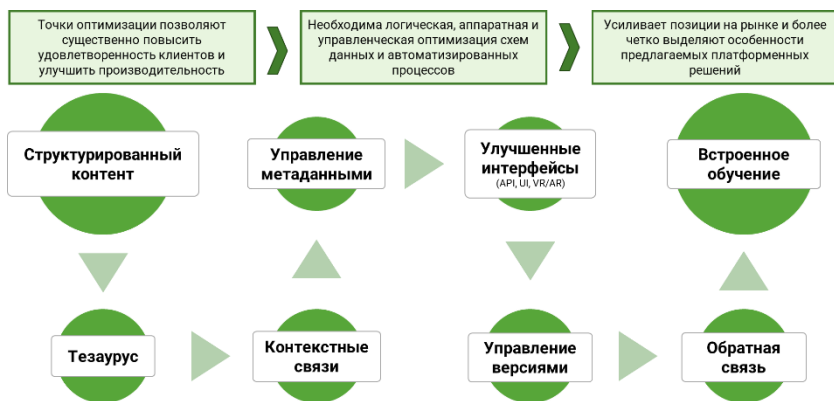 Точки оптимизации позволяют
существенно повысить
удовлетворенность клиентов и
улучшить производительность
Необходима логическая, аппаратная и
управленческая оптимизация схем
данных и автоматизированных
процессов
Усиливает позиции на рынке и более
четко выделяют особенности
предлагаемых платформенных
решений
Структурированный
контент
Управление
метаданными
Улучшенные
интерфейсы
(API, UI, VR/AR)
Встроенное
обучение
Тезаурус
Контекстные
связи
Управление
версиями
Обратная
связь